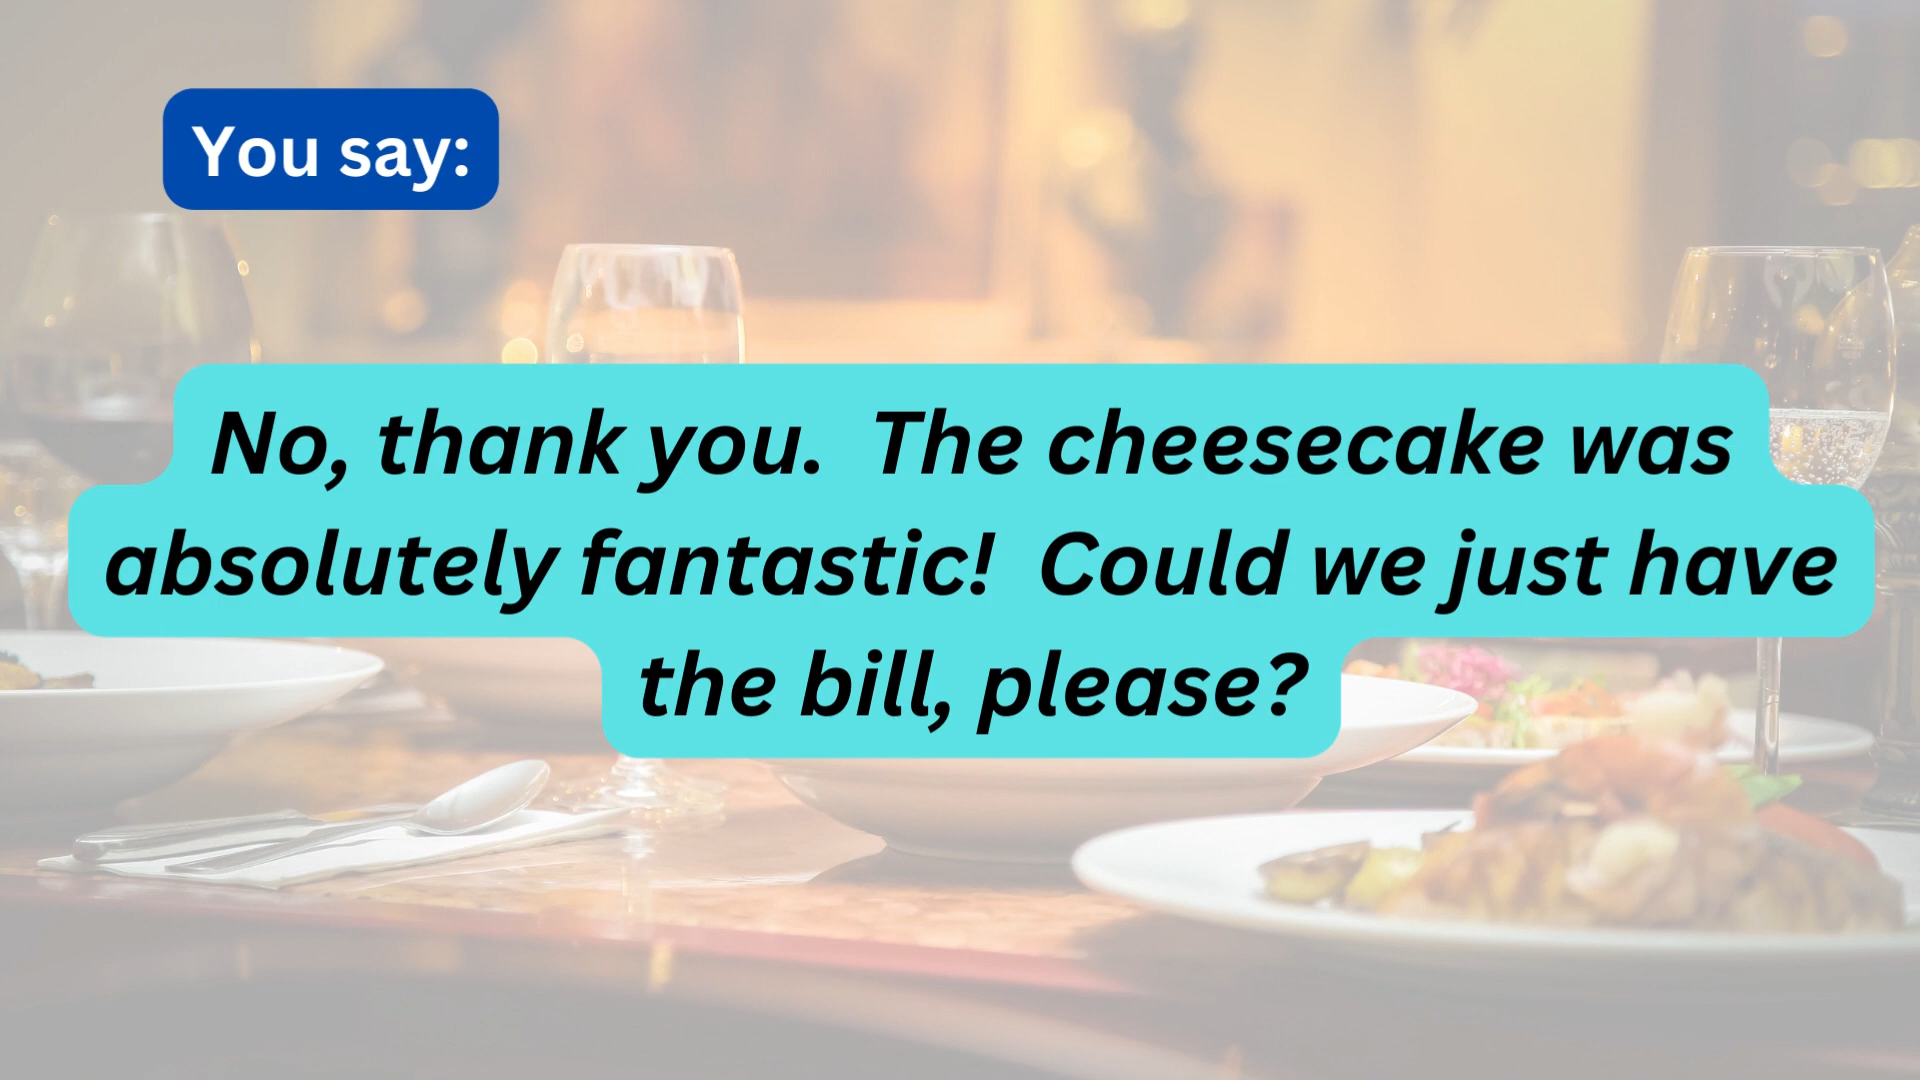 You say:
No, thank you.  The cheesecake was
absolutely fantastic!  Could we just have
the bill, please?